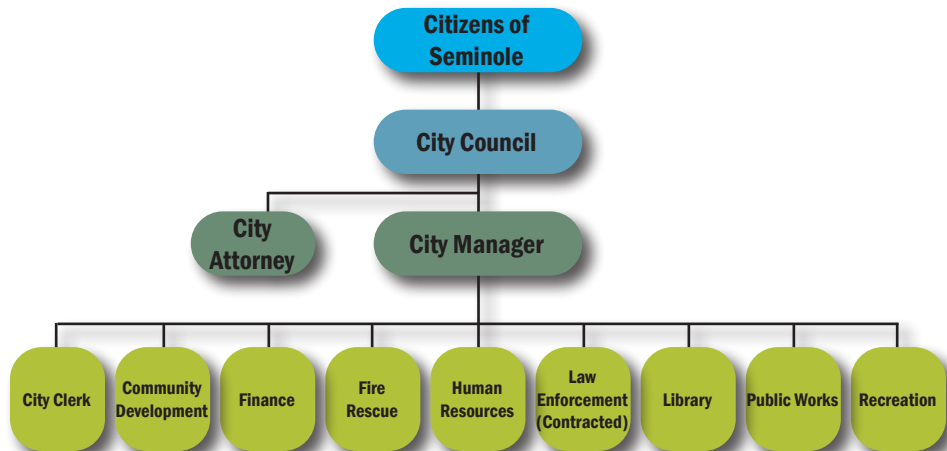 Citizens of
Seminole
City Council
City
Attorney
City Manager
City Clerk
Community
Development
Finance
Fire
Rescue
Human
Resources
Law
Enforcement
(Contracted)
Library
Public Works
Recreation